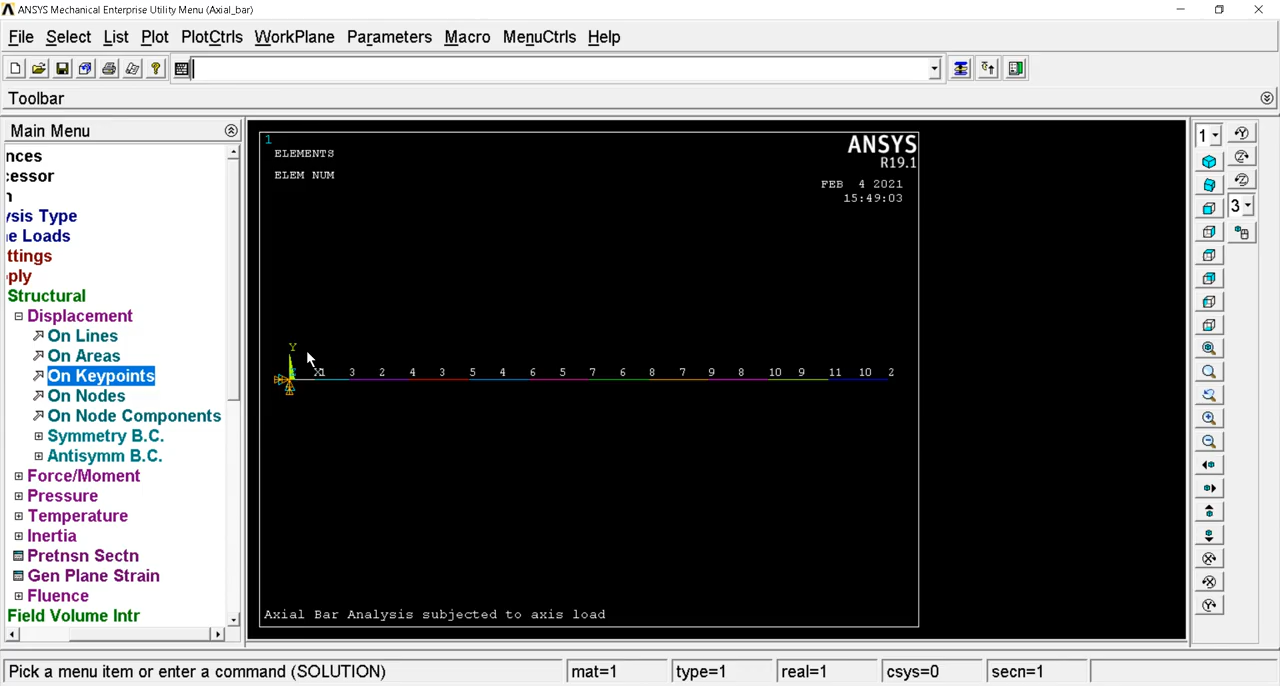 ANSYS Mechanical Enterprise Utility Menu (Axial_bar)
File Select List Plot PlotCtrls WorkPlane Parameters Macro MenuCtrls Help
Toolbar
Main Menu
nces
cessor
n
ysis Type
e Loads
ttings
ply
Structural
Displacement
On Lines
On Areas
On Keypoints
On Nodes
On Node Components
Symmetry B.C.
Antisymm B.C.
Force/Moment
Pressure
Temperature
Inertia
Pretnsn Sectn
Gen Plane Strain
Fluence
Field Volume Intr
1
ELEMENTS
ELEM NUM
ANSYS
R19.1
FEB 4 2021
15:49:03
Y
X1 3 2 4 3 5 4 6 5 7 6 8 7 9 8 10 9 11 10 2
Axial Bar Analysis subjected to axis load
1
3
Pick a menu item or enter a command (SOLUTION) mat=1 type=1 real=1 csys=0 secn=1